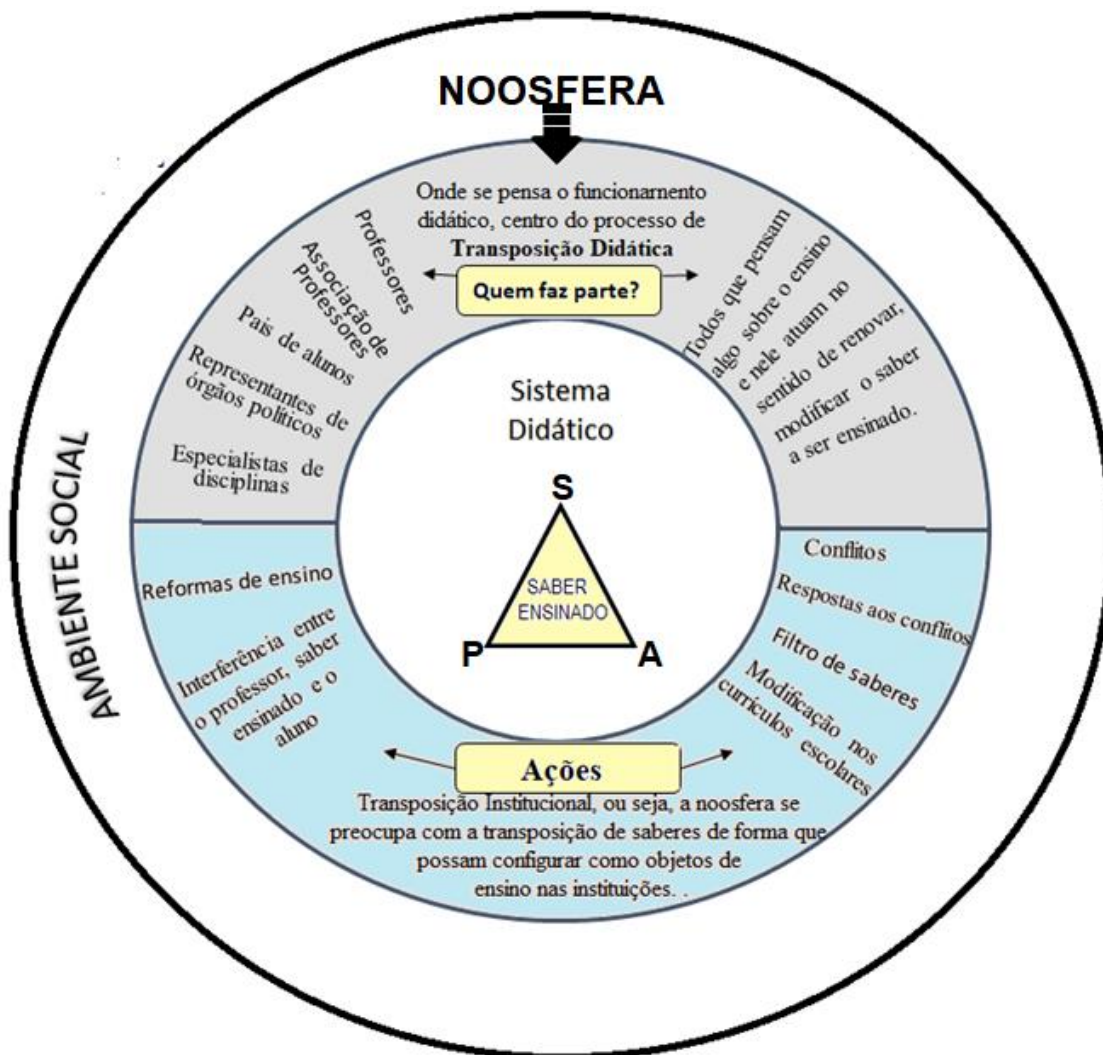 NOOSFERA
Onde se pensa o funcionamento
didático, centro do processo de
Transposição Didática
Quem faz parte?
Professores
Associação de
Professores
Pais de alunos
Representantes de
órgãos políticos
Especialistas de
disciplinas
Todos que pensam
algo sobre o ensino
e nele atuam no
sentido de renovar,
modificar o saber
a ser ensinado.
AMBIENTE SOCIAL
Sistema
Didático
S
SABER
ENSINADO
P
A
Reformas de ensino
Interferência entre
o professor, saber
ensinado e o
aluno
Conflitos
Respostas aos conflitos
Filtro de saberes
Modificação nos
currículos escolares
Ações
Transposição Institucional, ou seja, a noosfera se
preocupa com a transposição de saberes de forma que
possam configurar como objetos de
ensino nas instituições. .